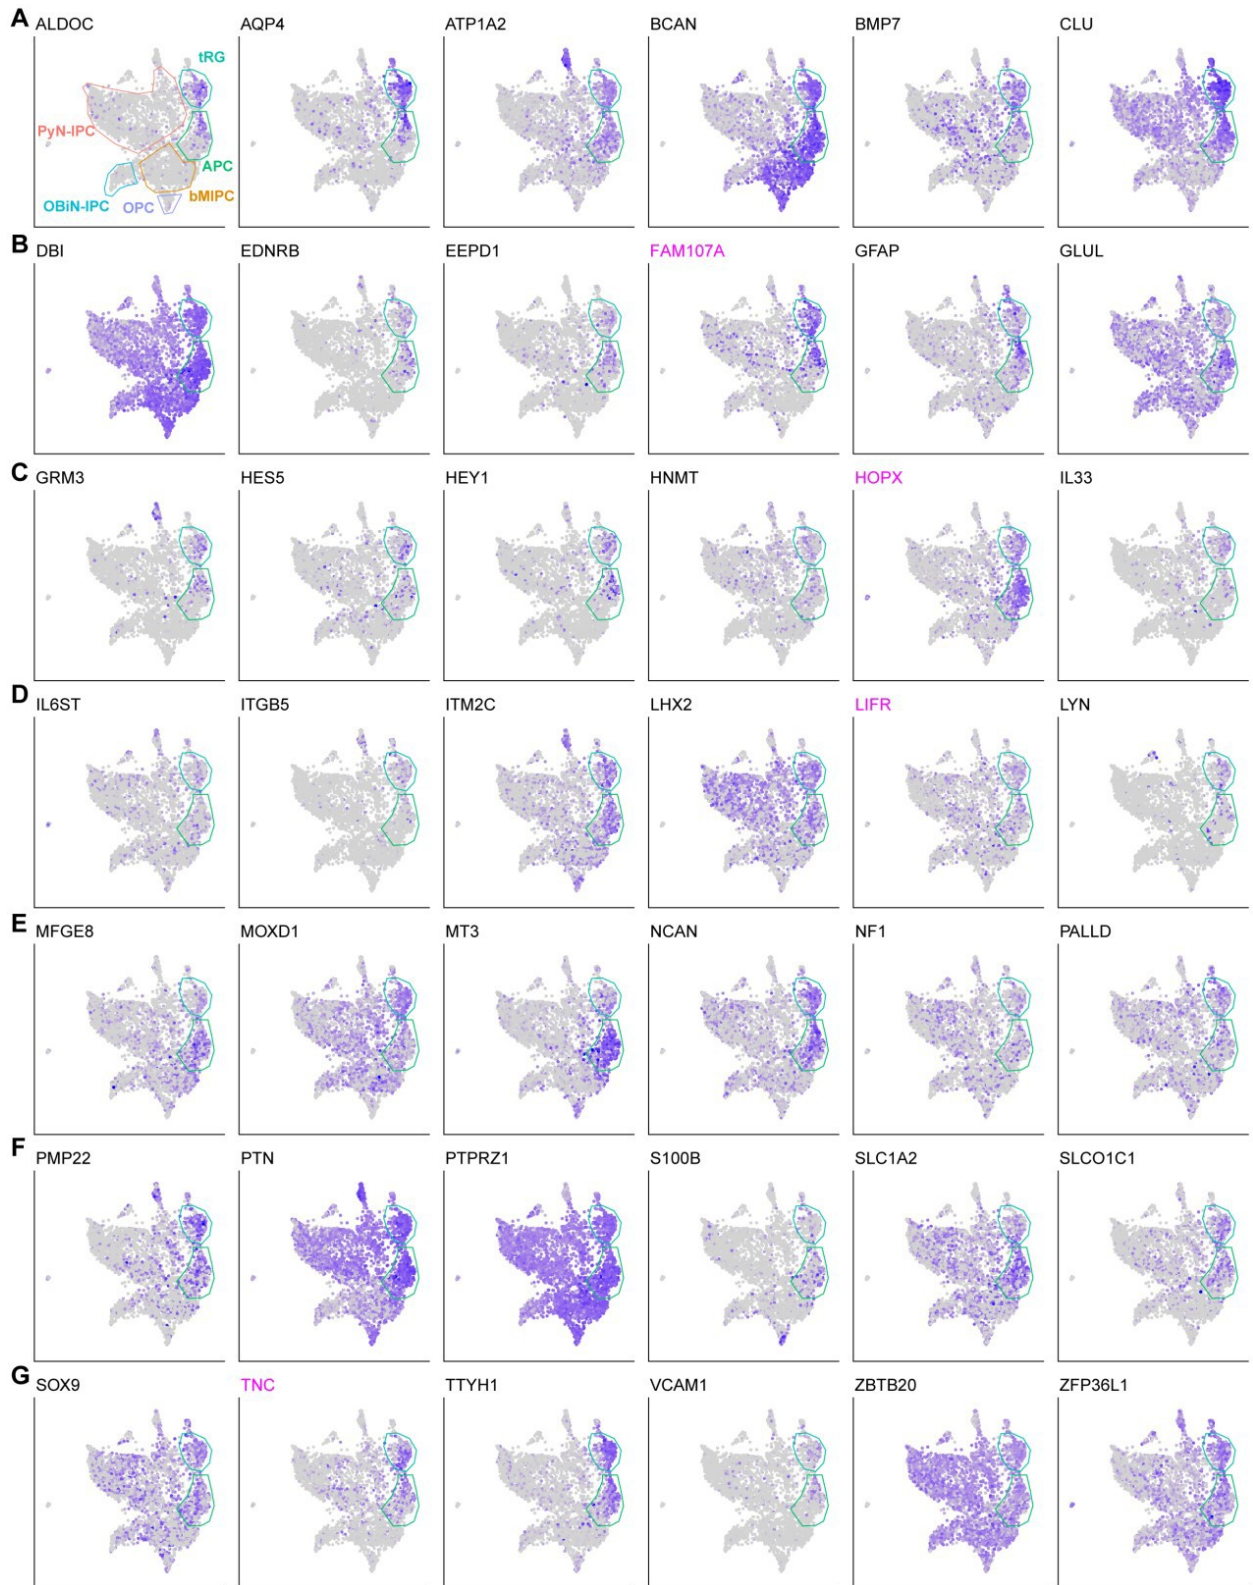 A
ALDOC AQP4 ATP1A2 BCAN BMP7 CLU
tRG
PyN-IPC
APC
bMIPC
OBiN-IPC OPC
B
DBI EDNRB EEPD1 FAM107A GFAP GLUL
C
GRM3 HES5 HEY1 HNMT HOPX IL33
D
IL6ST ITGB5 ITM2C LHX2 LIFR LYN
E
MFGE8 MOXD1 MT3 NCAN NF1 PALLD
F
PMP22 PTN PTPRZ1 S100B SLC1A2 SLCO1C1
G
SOX9 TNC TTYH1 VCAM1 ZBTB20 ZFP36L1